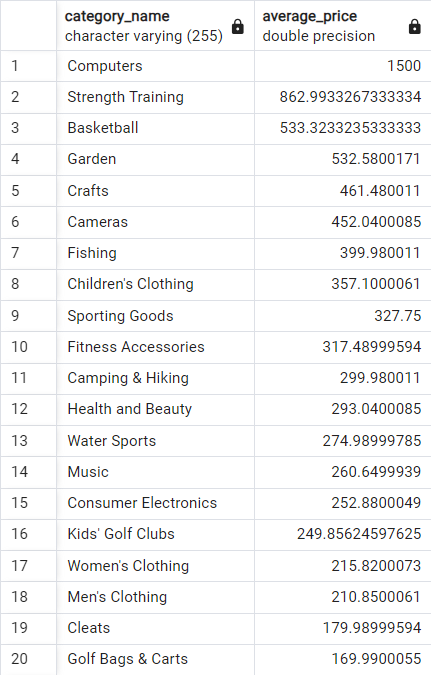 category_name average_price
character varying (255) double precision
1 Computers 1500
2 Strength Training 862.9933267333334
3 Basketball 533.3233235333333
4 Garden 532.5800171
5 Crafts 461.480011
6 Cameras 452.0400085
7 Fishing 399.980011
8 Children's Clothing 357.1000061
9 Sporting Goods 327.75
10 Fitness Accessories 317.48999594
11 Camping & Hiking 299.980011
12 Health and Beauty 293.0400085
13 Water Sports 274.98999785
14 Music 260.6499939
15 Consumer Electronics 252.8800049
16 Kids' Golf Clubs 249.85624597625
17 Women's Clothing 215.8200073
18 Men's Clothing 210.8500061
19 Cleats 179.98999594
20 Golf Bags & Carts 169.9900055